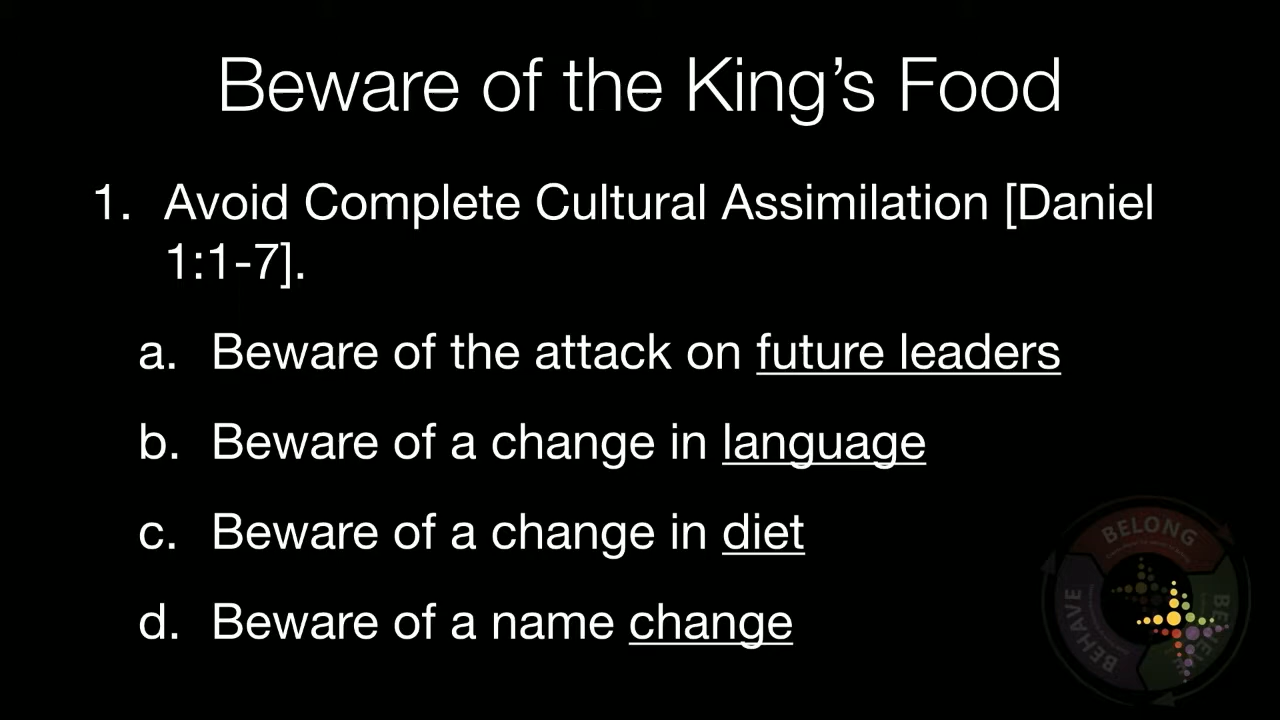 Beware of the King’s Food
1. Avoid Complete Cultural Assimilation [Daniel
1:1-7].
a. Beware of the attack on future leaders
b. Beware of a change in language
c. Beware of a change in diet
d. Beware of a name change
BELONG
BEHAVE